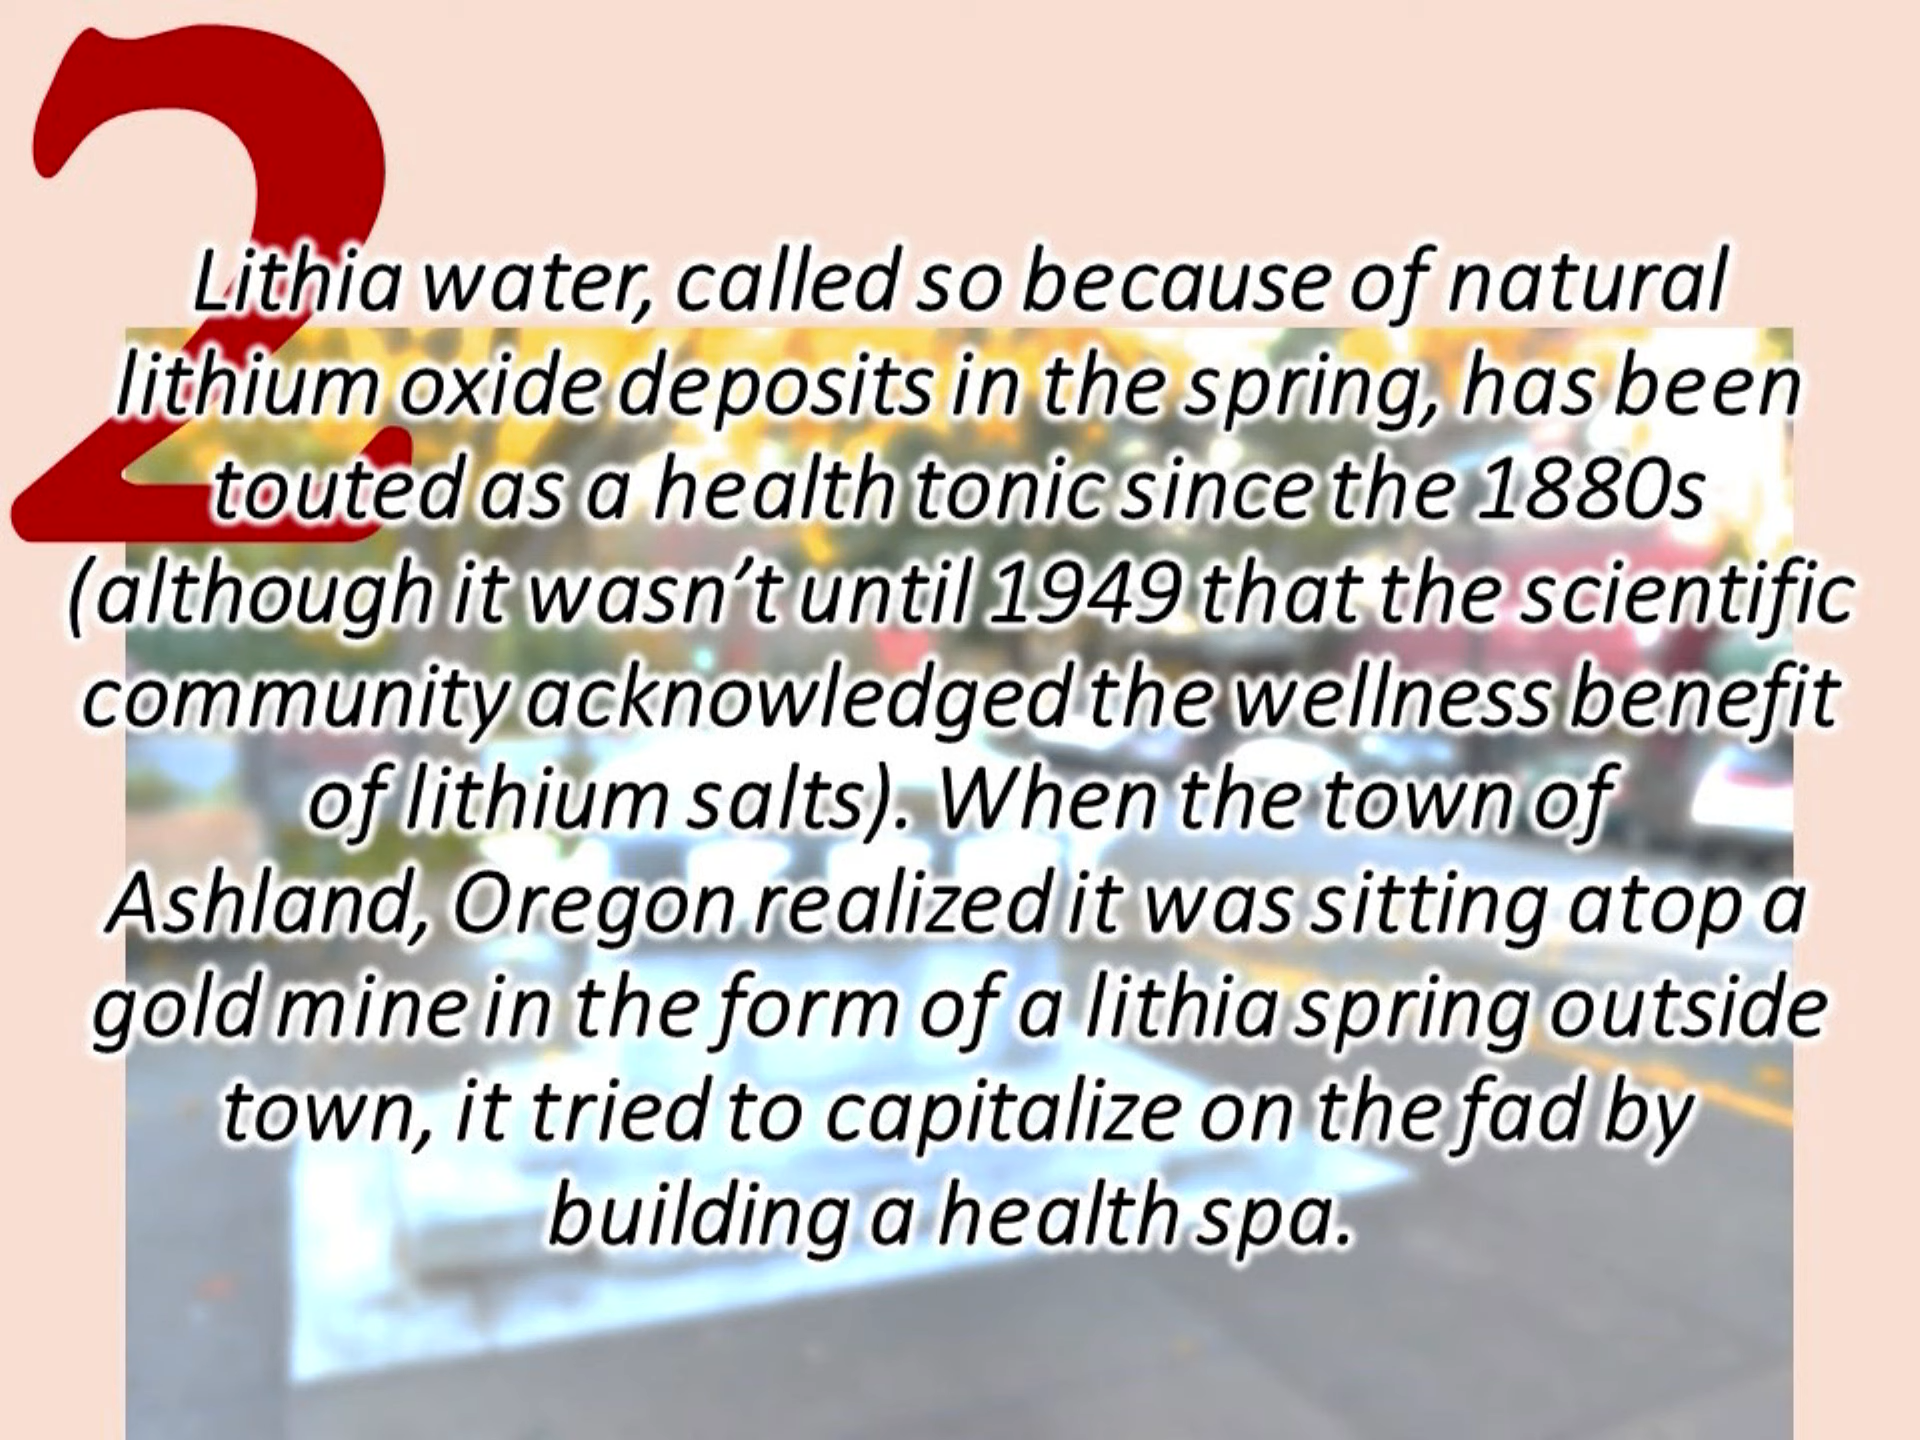 2
Lithia water, called so because of natural
lithium oxide deposits in the spring, has been
touted as a health tonic since the 1880s
(although it wasn’t until 1949 that the scientific
community acknowledged the wellness benefit
of lithium salts). When the town of
Ashland, Oregon realized it was sitting atop a
gold mine in the form of a lithia spring outside
town, it tried to capitalize on the fad by
building a health spa.